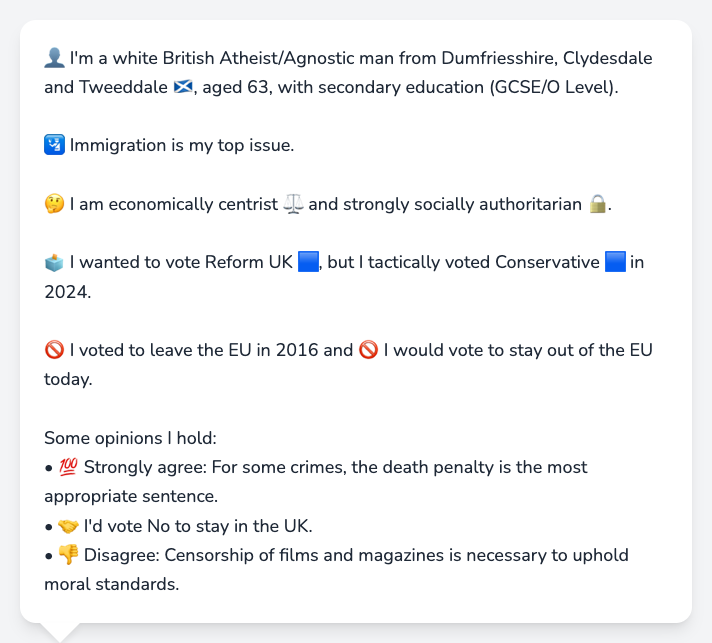 👤 I'm a white British Atheist/Agnostic man from Dumfriesshire, Clydesdale
and Tweeddale 🏴󠁧󠁢󠁳󠁣󠁴󠁿, aged 63, with secondary education (GCSE/O Level).
🛂 Immigration is my top issue.
🤔 I am economically centrist ⚖️ and strongly socially authoritarian 🔒.
🗳️ I wanted to vote Reform UK 🟦, but I tactically voted Conservative 🟦 in
2024.
🚫 I voted to leave the EU in 2016 and 🚫 I would vote to stay out of the EU
today.
Some opinions I hold:
• 💯 Strongly agree: For some crimes, the death penalty is the most
appropriate sentence.
• 🤝 I'd vote No to stay in the UK.
• 👎 Disagree: Censorship of films and magazines is necessary to uphold
moral standards.